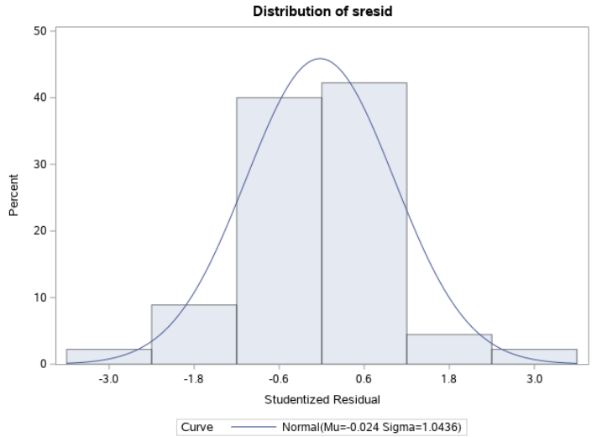 Distribution of sresid
50
40
30
20
10
0
Percent
-3.0 -1.8 -0.6 0.6 1.8 3.0
Studentized Residual
Curve Normal(Mu=-0.024 Sigma=1.0436)